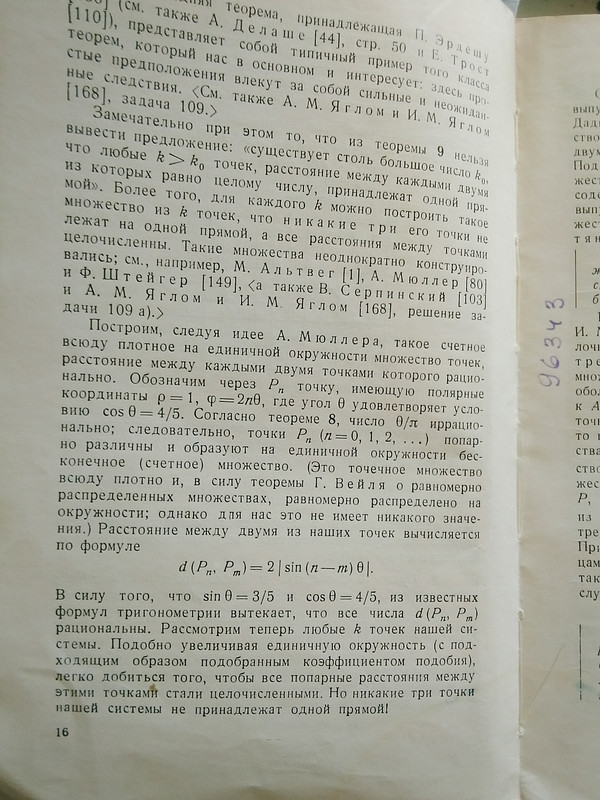 (см. также А. Делаше [44], стр. 50 и Е. Трост
теорема, принадлежащая П. Эрдешу
[110]), представляет собой типичный пример того класса
теорем, который нас в основном и интересует: здесь про-
стые предположения влекут за собой сильные и неожидан-
ные следствия. <См. также А. М. Яглом и И. М. Яглом
[168], задача 109.>
Замечательно при этом то, что из теоремы 9 нельзя
вывести предложение: «существует столь большое число k₀,
что любые k > k₀ точек, расстояние между каждыми двумя
из которых равно целому числу, принадлежат одной пря-
мой». Более того, для каждого k можно построить такое
множество из k точек, что никакие три его точки не
лежат на одной прямой, а все расстояния между точками
целочисленны. Такие множества неоднократно конструиро-
вались; см., например, М. Альтвег [1], А. Мюллер [80]
и Ф. Штейгер [149], <а также В. Серпинский [103]
и А. М. Яглом и И. М. Яглом [168], решение за-
дачи 109 а).>
Построим, следуя идее А. Мюллера, такое счетное
всюду плотное на единичной окружности множество точек,
расстояние между каждыми двумя точками которого рацио-
нально. Обозначим через Pₙ точку, имеющую полярные
координаты ρ = 1, φ = 2nθ, где угол θ удовлетворяет усло-
вию cos θ = 4/5. Согласно теореме 8, число θ/π иррацио-
нально; следовательно, точки Pₙ (n = 0, 1, 2, ...) попар-
но различны и образуют на единичной окружности бес-
конечное (счетное) множество. (Это точечное множество
всюду плотно и, в силу теоремы Г. Вейля о равномерно
распределенных множествах, равномерно распределено на
окружности; однако для нас это не имеет никакого значе-
ния.) Расстояние между двумя из наших точек вычисляется
по формуле
d (Pₙ, Pₘ) = 2 | sin (n — m) θ |.
В силу того, что sin θ = 3/5 и cos θ = 4/5, из известных
формул тригонометрии вытекает, что все числа d (Pₙ, Pₘ)
рациональны. Рассмотрим теперь любые k точек нашей си-
стемы. Подобно увеличивая единичную окружность (с под-
ходящим образом подобранным коэффициентом подобия),
легко добиться того, чтобы все попарные расстояния между
этими точками стали целочисленными. Но никакие три точки
нашей системы не принадлежат одной прямой!
16
96343